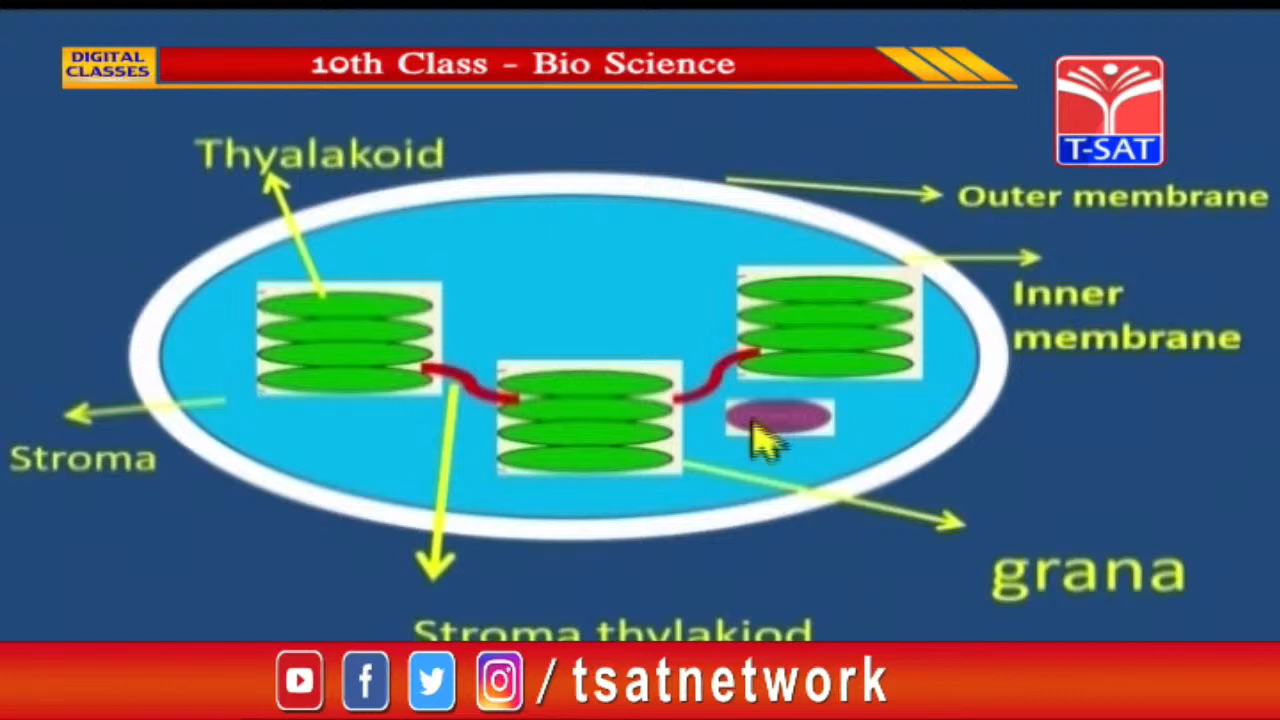 DIGITAL
CLASSES
10th Class - Bio Science
T-SAT
Thyalakoid
Outer membrane
Inner
membrane
Stroma
grana
Stroma thylakiod
/ tsatnetwork